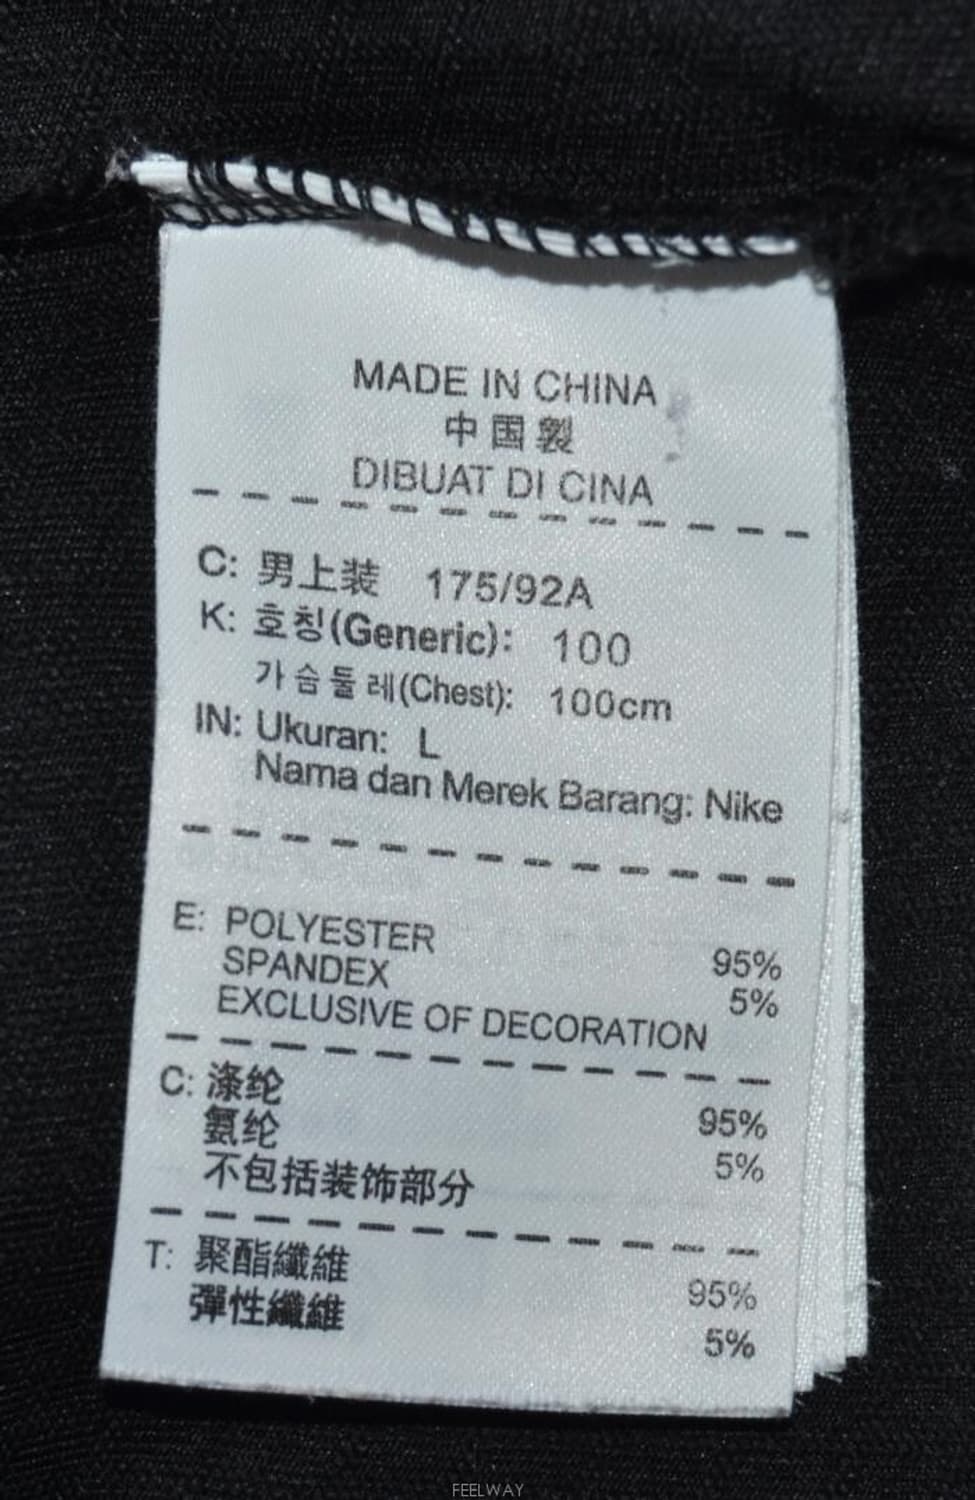 MADE IN CHINA
中国製
DIBUAT DI CINA
C: 男上装 175/92A
K: 호칭(Generic): 100
가슴둘레(Chest): 100cm
IN: Ukuran: L
Nama dan Merek Barang: Nike
E: POLYESTER 95%
SPANDEX 5%
EXCLUSIVE OF DECORATION
C: 涤纶 95%
氨纶 5%
不包括装饰部分
T: 聚酯纖維 95%
彈性纖維 5%
FEELWAY